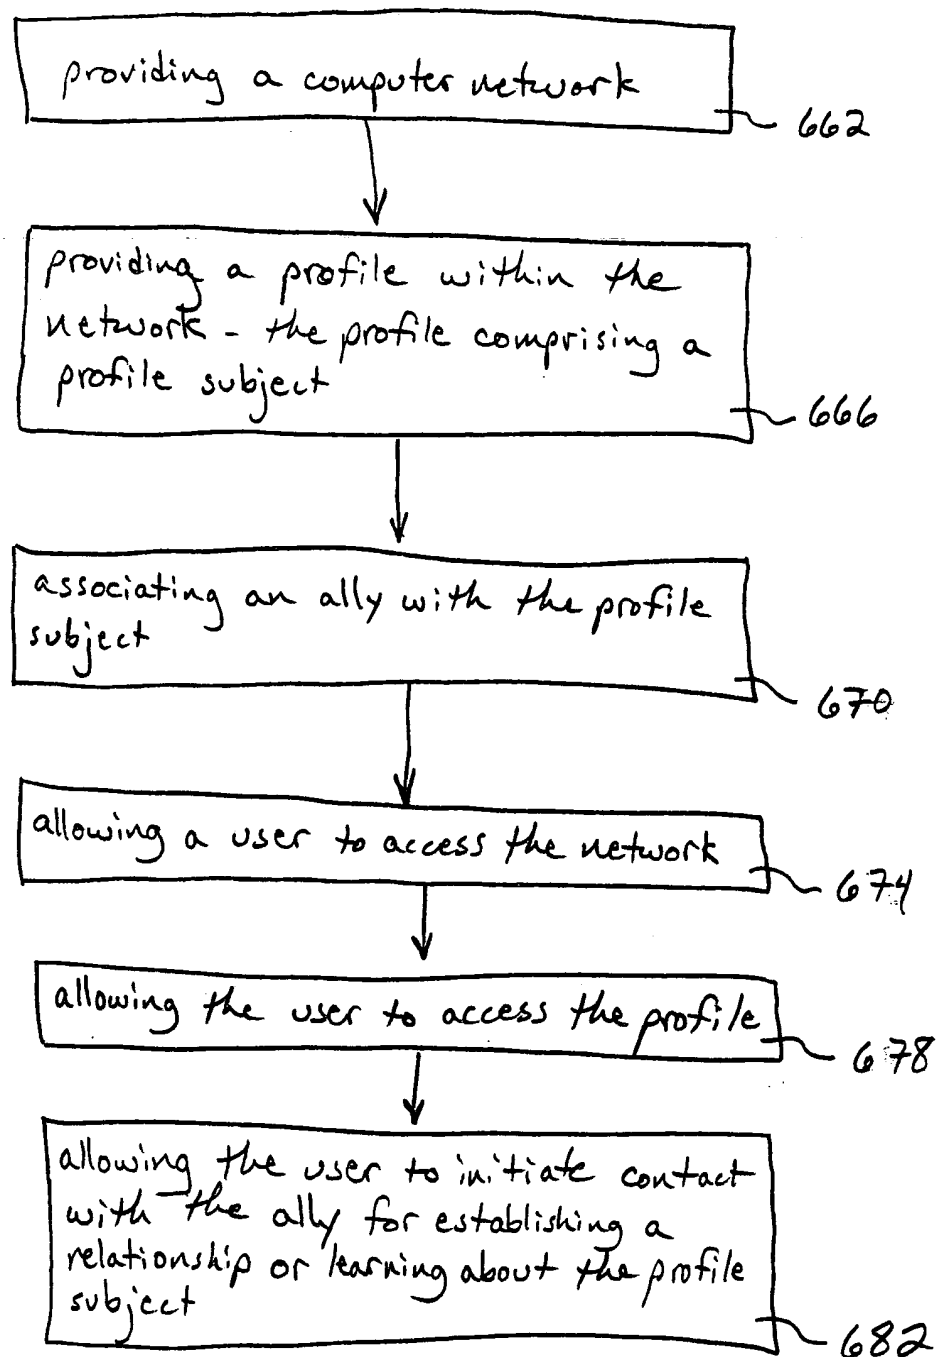 providing a computer network
662
providing a profile within the
network - the profile comprising a
profile subject
666
associating an ally with the profile
subject
670
allowing a user to access the network
674
allowing the user to access the profile
678
allowing the user to initiate contact
with the ally for establishing a
relationship or learning about the profile
subject
682